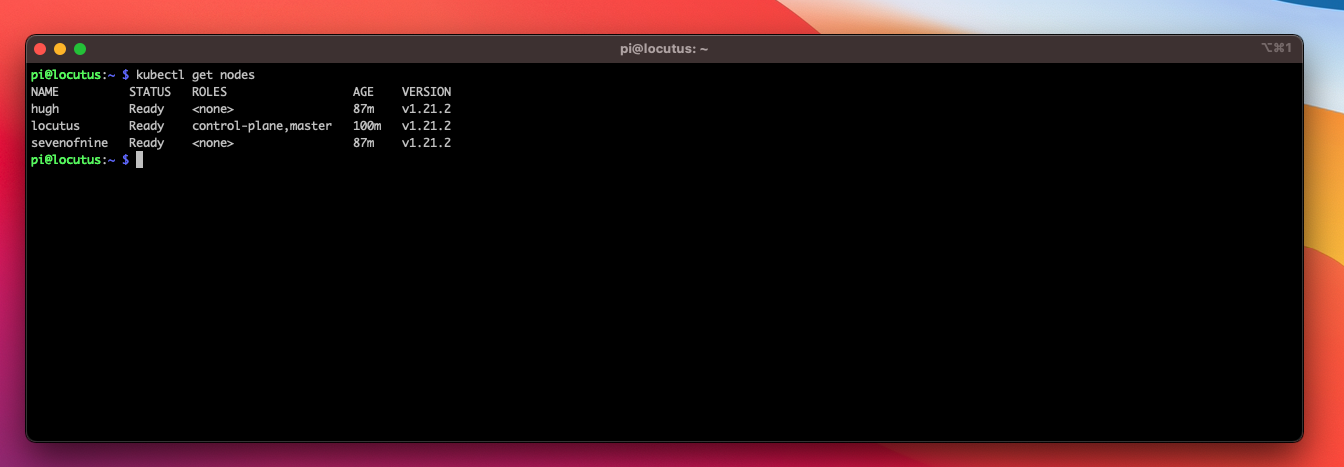 pi@locutus: ~
⌥⌘1
pi@locutus:~ $ kubectl get nodes
NAME STATUS ROLES AGE VERSION
hugh Ready <none> 87m v1.21.2
locutus Ready control-plane,master 100m v1.21.2
sevenofnine Ready <none> 87m v1.21.2
pi@locutus:~ $